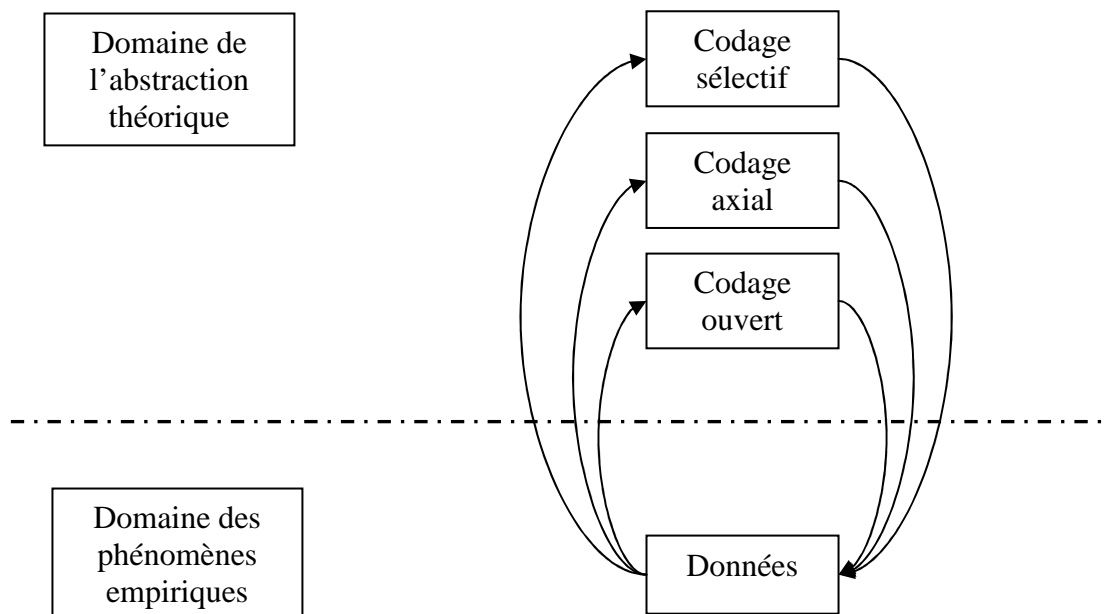 Domaine de
l’abstraction
théorique
Codage
sélectif
Codage
axial
Codage
ouvert
Domaine des
phénomènes
empiriques
Données